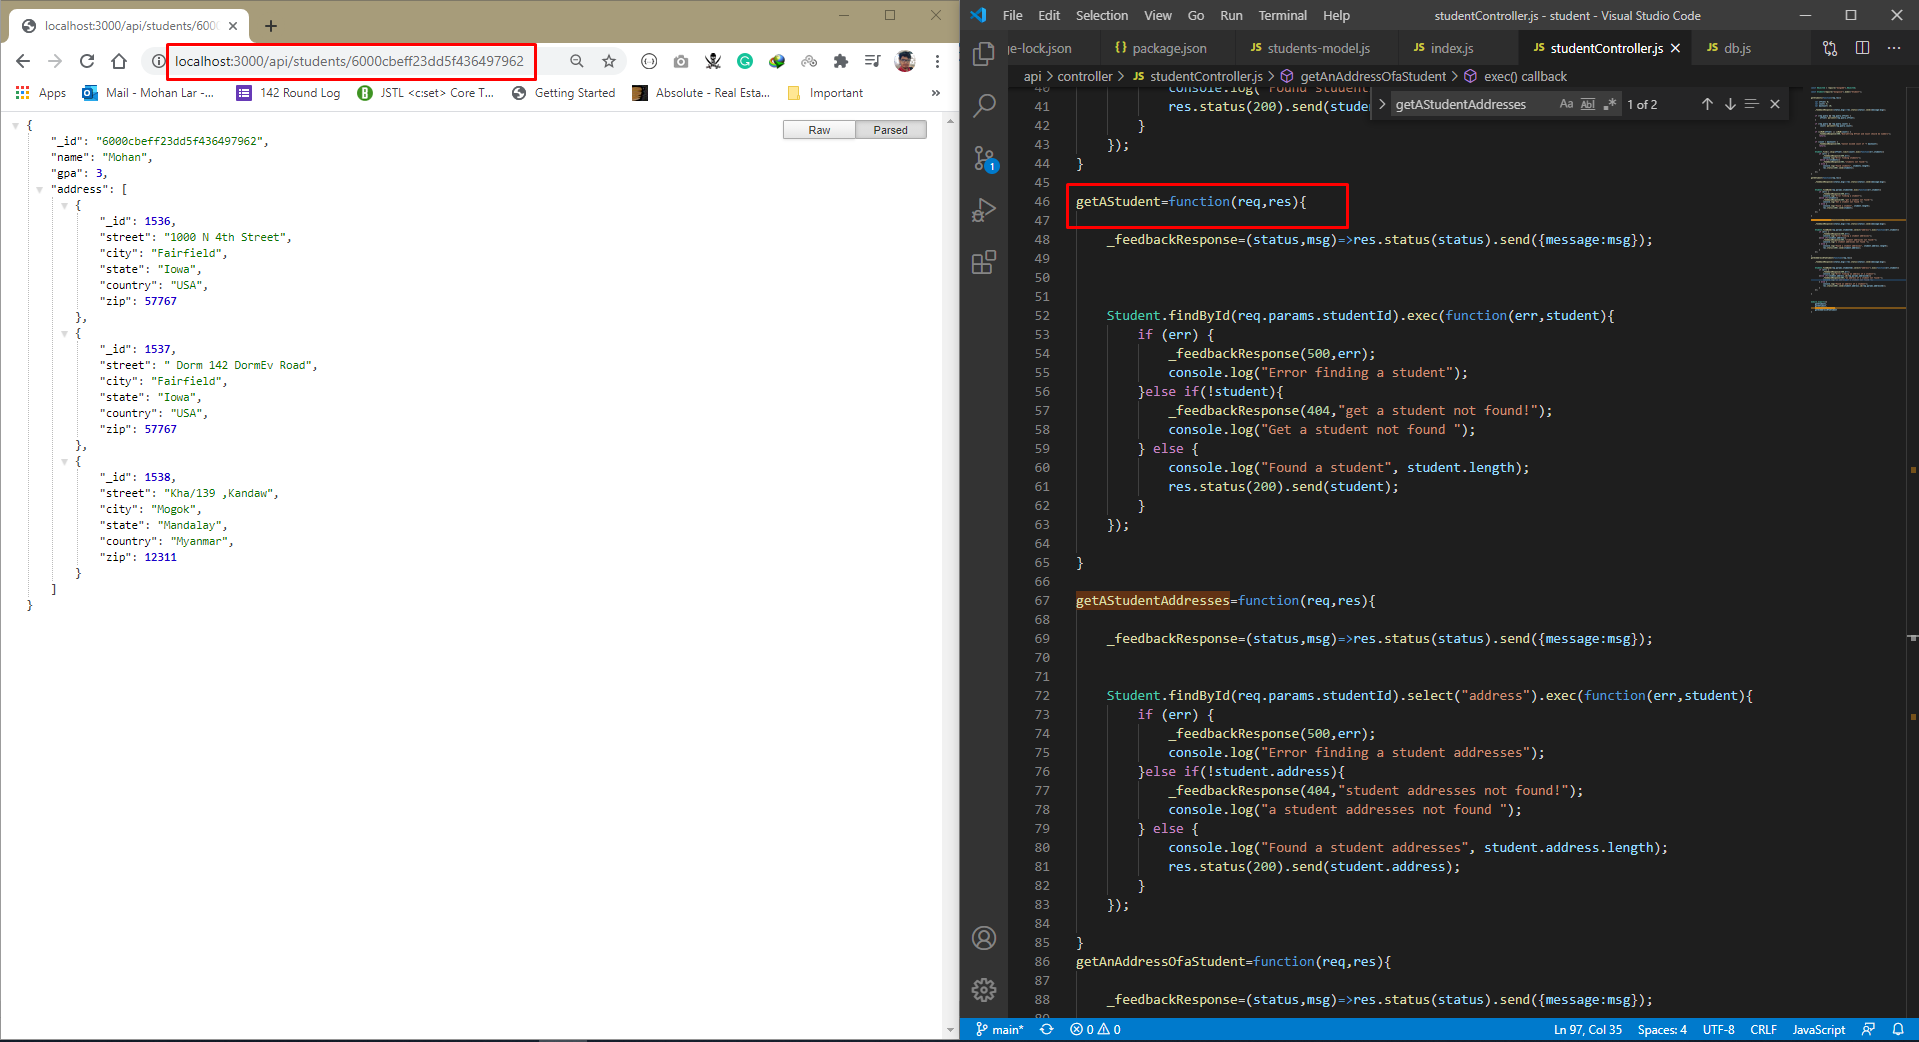 localhost:3000/api/students/600
localhost:3000/api/students/6000cbeff23dd5f436497962
Apps
Mail - Mohan Lar -...
142 Round Log
JSTL <c:set> Core T...
Getting Started
Absolute - Real Esta...
Important
»
Raw
Parsed
{
"_id": "6000cbeff23dd5f436497962",
"name": "Mohan",
"gpa": 3,
"address": [
{
"_id": 1536,
"street": "1000 N 4th Street",
"city": "Fairfield",
"state": "Iowa",
"country": "USA",
"zip": 57767
},
{
"_id": 1537,
"street": " Dorm 142 DormEv Road",
"city": "Fairfield",
"state": "Iowa",
"country": "USA",
"zip": 57767
},
{
"_id": 1538,
"street": "Kha/139 ,Kandaw",
"city": "Mogok",
"state": "Mandalay",
"country": "Myanmar",
"zip": 12311
}
]
}
File Edit Selection View Go Run Terminal Help
studentController.js - student - Visual Studio Code
ge-lock.json
{} package.json
JS students-model.js
JS index.js
JS studentController.js
JS db.js
api > controller > JS studentController.js > getAnAddressOfaStudent > exec() callback
getAStudentAddresses Aa Abl .* 1 of 2
1
40 console.log("Found student
41 res.status(200).send(stude
42 }
43 });
44 }
45
46 getAStudent=function(req,res){
47
48 _feedbackResponse=(status,msg)=>res.status(status).send({message:msg});
49
50
51
52 Student.findById(req.params.studentId).exec(function(err,student){
53 if (err) {
54 _feedbackResponse(500,err);
55 console.log("Error finding a student");
56 }else if(!student){
57 _feedbackResponse(404,"get a student not found!");
58 console.log("Get a student not found ");
59 } else {
60 console.log("Found a student", student.length);
61 res.status(200).send(student);
62 }
63 });
64
65 }
66
67 getAStudentAddresses=function(req,res){
68
69 _feedbackResponse=(status,msg)=>res.status(status).send({message:msg});
70
71
72 Student.findById(req.params.studentId).select("address").exec(function(err,student){
73 if (err) {
74 _feedbackResponse(500,err);
75 console.log("Error finding a student addresses");
76 }else if(!student.address){
77 _feedbackResponse(404,"student addresses not found!");
78 console.log("a student addresses not found ");
79 } else {
80 console.log("Found a student addresses", student.address.length);
81 res.status(200).send(student.address);
82 }
83 });
84
85 }
86 getAnAddressOfaStudent=function(req,res){
87
88 _feedbackResponse=(status,msg)=>res.status(status).send({message:msg});
main* 0 0
Ln 97, Col 35 Spaces: 4 UTF-8 CRLF JavaScript